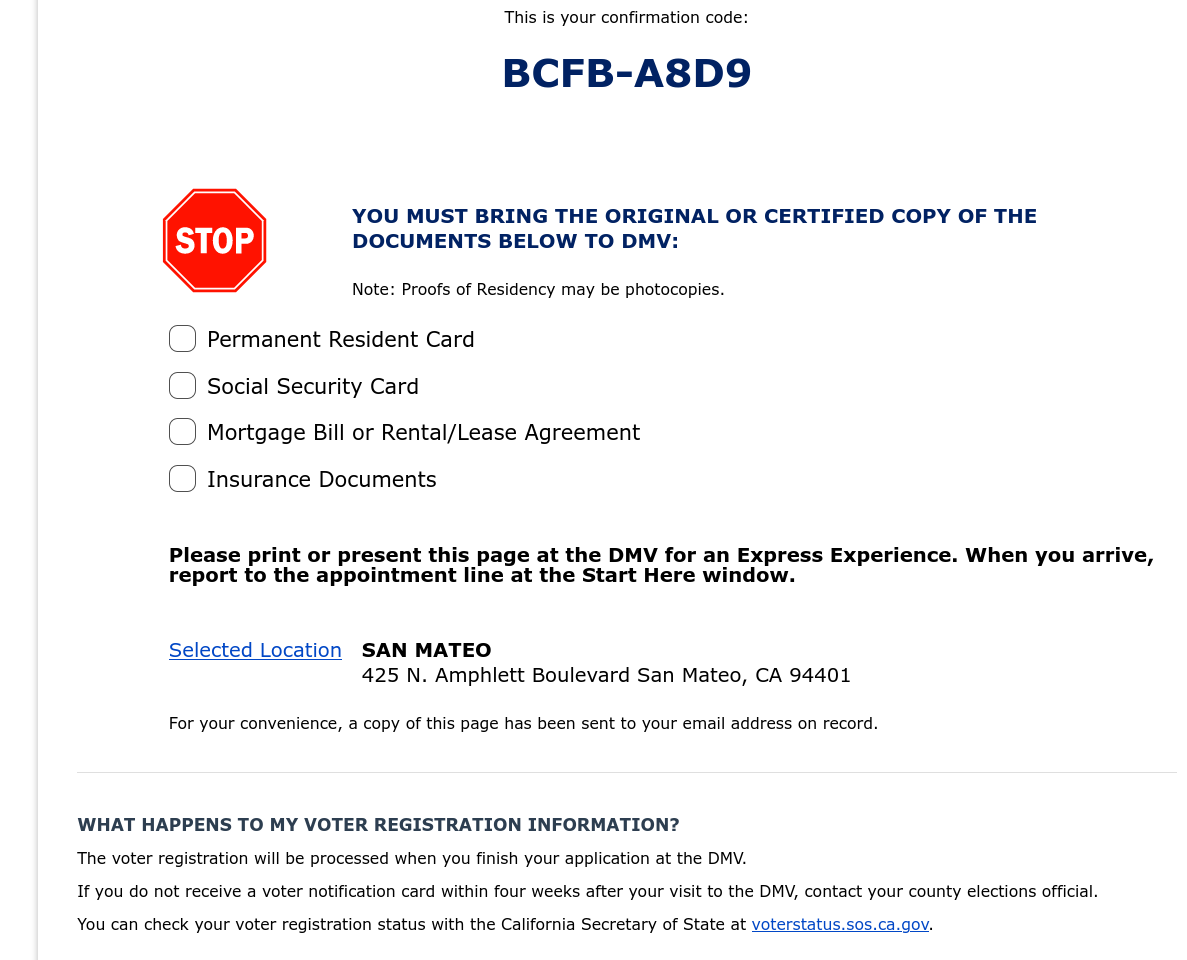 This is your confirmation code:
BCFB-A8D9
STOP
YOU MUST BRING THE ORIGINAL OR CERTIFIED COPY OF THE
DOCUMENTS BELOW TO DMV:
Note: Proofs of Residency may be photocopies.
Permanent Resident Card
Social Security Card
Mortgage Bill or Rental/Lease Agreement
Insurance Documents
Please print or present this page at the DMV for an Express Experience. When you arrive,
report to the appointment line at the Start Here window.
Selected Location SAN MATEO
425 N. Amphlett Boulevard San Mateo, CA 94401
For your convenience, a copy of this page has been sent to your email address on record.
WHAT HAPPENS TO MY VOTER REGISTRATION INFORMATION?
The voter registration will be processed when you finish your application at the DMV.
If you do not receive a voter notification card within four weeks after your visit to the DMV, contact your county elections official.
You can check your voter registration status with the California Secretary of State at voterstatus.sos.ca.gov.